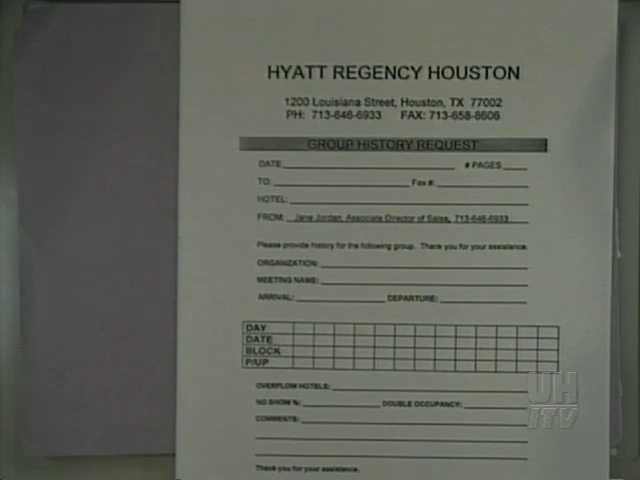 HYATT REGENCY HOUSTON
1200 Louisiana Street, Houston, TX 77002
PH: 713-646-6933 FAX: 713-658-8606
GROUP HISTORY REQUEST
DATE # PAGES
TO: Fax #:
HOTEL:
FROM: Jane Jordan, Associate Director of Sales, 713-646-6933
Please provide history for the following group. Thank you for your assistance.
ORGANIZATION:
MEETING NAME:
ARRIVAL: DEPARTURE:
DAY
DATE
BLOCK
P/UP
OVERFLOW HOTELS:
NO SHOW %: DOUBLE OCCUPANCY:
COMMENTS:
Thank you for your assistance.
UH
ITV